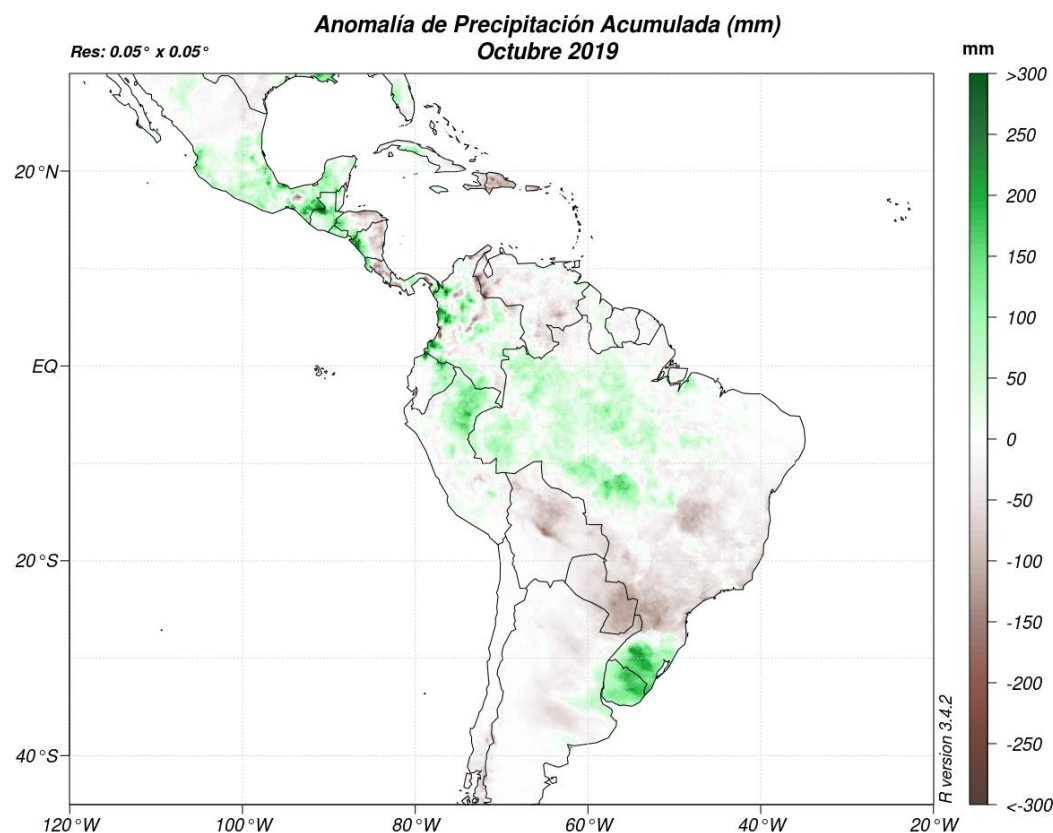 Anomalía de Precipitación Acumulada (mm)
Octubre 2019
Res: 0.05° x 0.05°
mm
>300
250
200
150
100
50
0
-50
-100
-150
-200
-250
<-300
20°N
EQ
20°S
40°S
120°W
100°W
80°W
60°W
40°W
20°W
R version 3.4.2